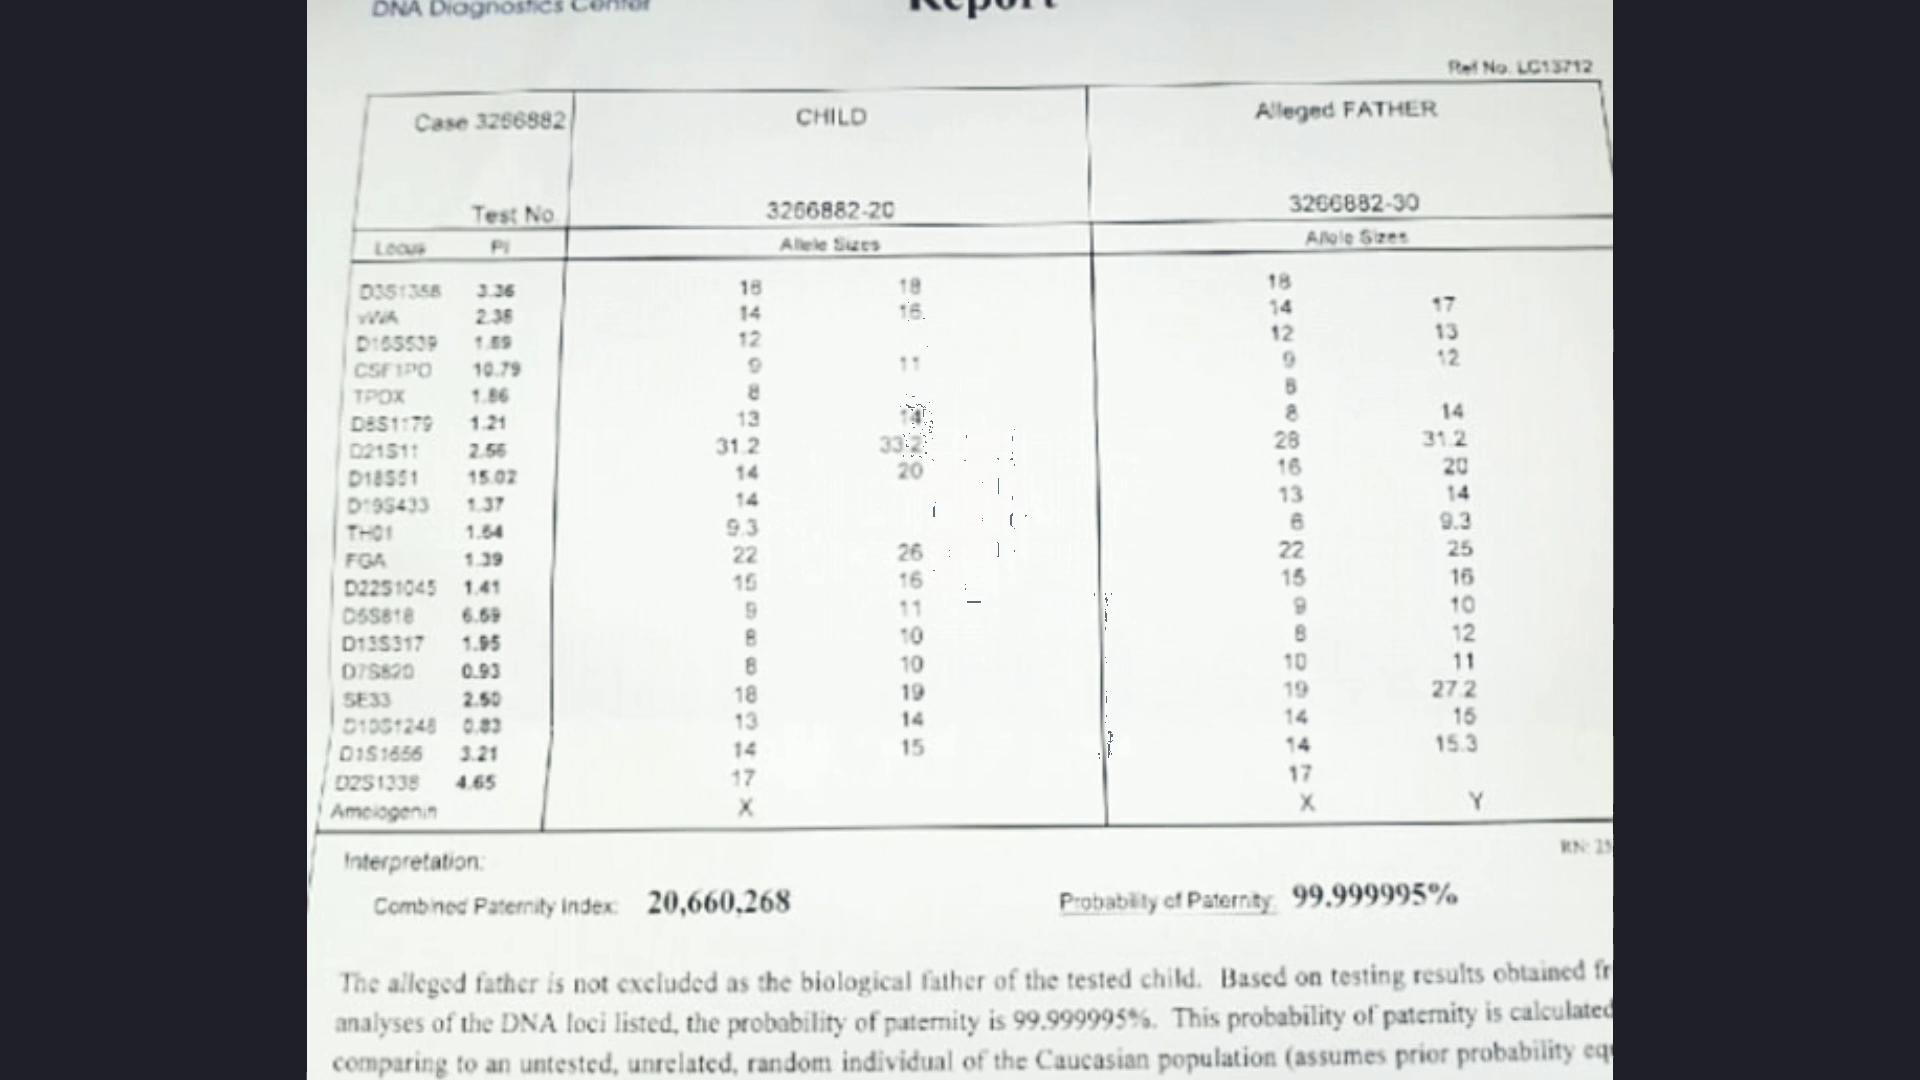 DNA Diagnostics Center Report
Ref No. LG13712
Case 3266882 CHILD Alleged FATHER
Test No 3266882-20 3266882-30
Locus PI Allele Sizes Allele Sizes
D3S1358 3.36 18 18
vWA 2.38 14 16 14 17
D16S539 1.69 12 12 13
CSF1PO 10.79 9 11 9 12
TPOX 1.86 8 8
D8S1179 1.21 13 14 8 14
D21S11 2.56 31.2 33.2 28 31.2
D18S51 15.02 14 20 16 20
D19S433 1.37 14 13 14
TH01 1.54 9.3 6 9.3
FGA 1.39 22 26 22 25
D22S1045 1.41 15 16 15 16
D5S818 6.69 9 11 9 10
D13S317 1.95 8 10 8 12
D7S820 0.93 8 10 10 11
SE33 2.50 18 19 19 27.2
D10S1248 0.83 13 14 14 15
D1S1656 3.21 14 15 14 15.3
D2S1338 4.65 17 17
Amelogenin X X Y
RN:
Interpretation:
Combined Paternity Index: 20,660,268 Probability of Paternity: 99.999995%
The alleged father is not excluded as the biological father of the tested child. Based on testing results obtained
analyses of the DNA loci listed, the probability of paternity is 99.999995%. This probability of paternity is calculated
comparing to an untested, unrelated, random individual of the Caucasian population (assumes prior probability